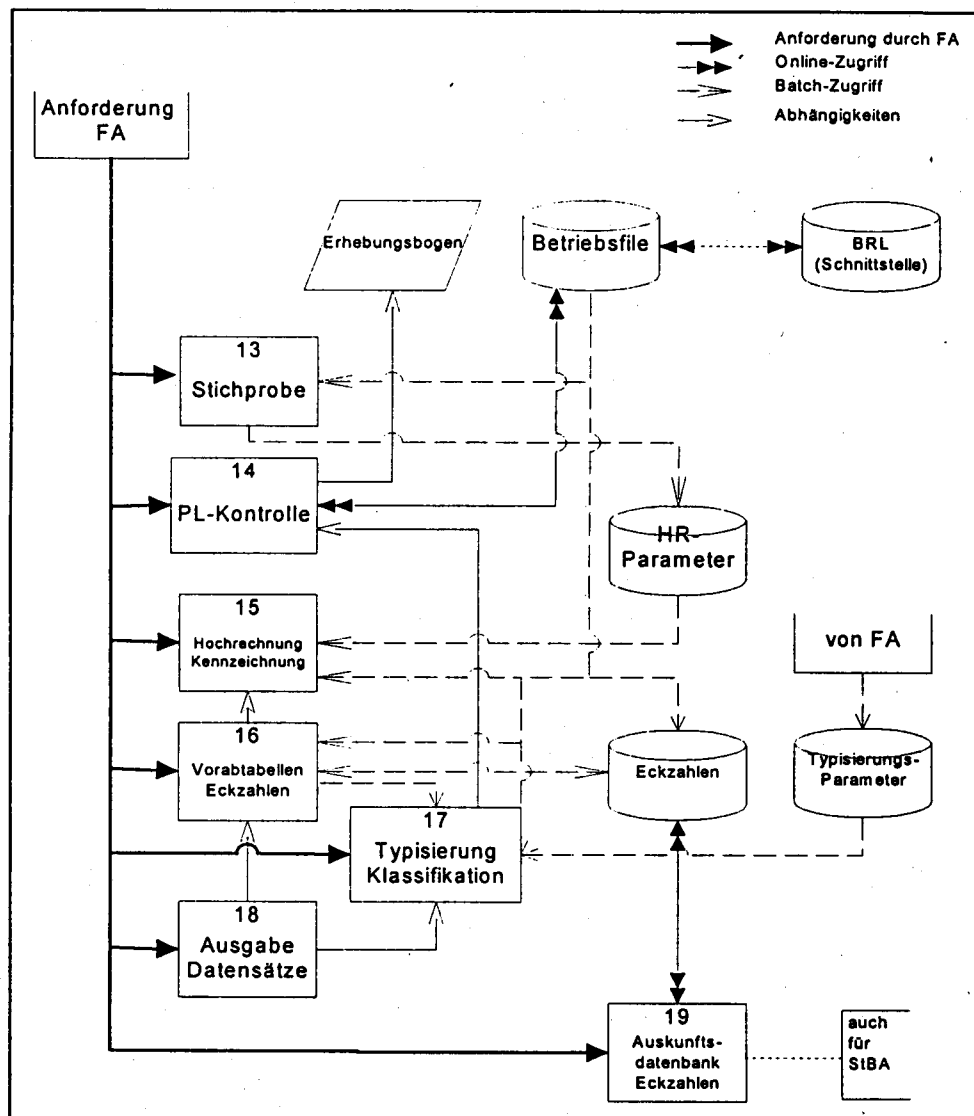 Anforderung durch FA
Online-Zugriff
Batch-Zugriff
Abhängigkeiten
Anforderung
FA
Erhebungsbogen
Betriebsfile
BRL
(Schnittstelle)
13
Stichprobe
14
PL-Kontrolle
HR-
Parameter
15
Hochrechnung
Kennzeichnung
von FA
16
Vorabtabellen
Eckzahlen
Eckzahlen
Typisierungs-
Parameter
17
Typisierung
Klassifikation
18
Ausgabe
Datensätze
19
Auskunfts-
datenbank
Eckzahlen
auch
für
StBA